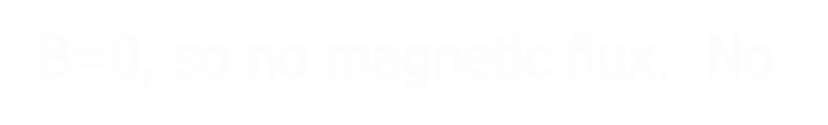 B=0, so no magnetic flux. No